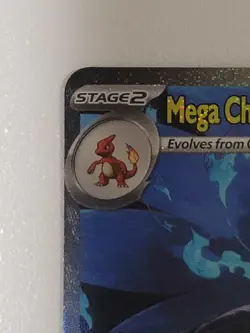 STAGE2
Mega Ch
Evolves from